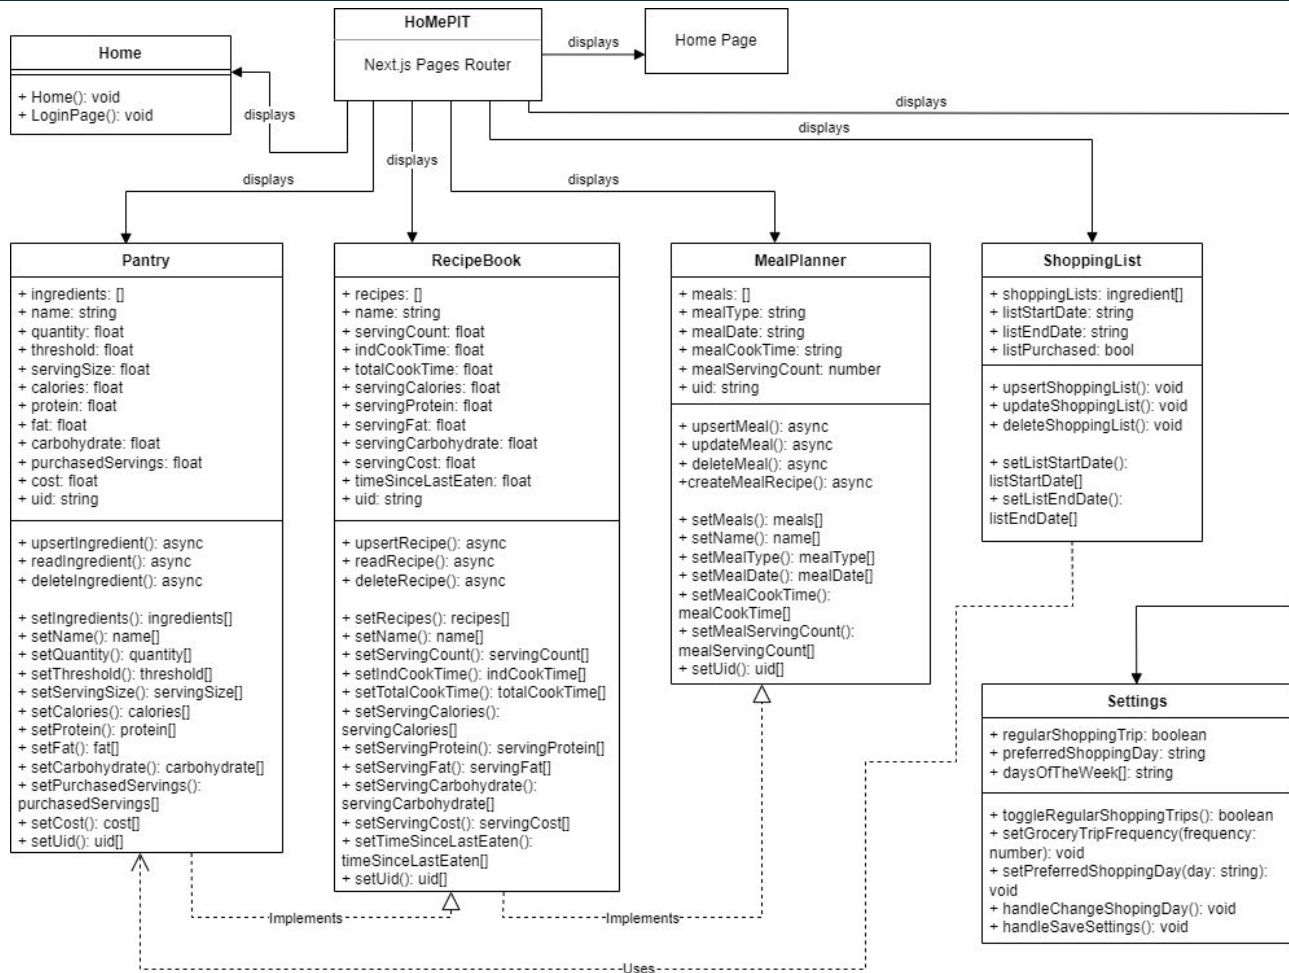 HoMePIT
Next.js Pages Router
displays
Home Page
Home
+ Home(): void
+ LoginPage(): void
displays
displays
displays
displays
displays
displays
Pantry
+ ingredients: []
+ name: string
+ quantity: float
+ threshold: float
+ servingSize: float
+ calories: float
+ protein: float
+ fat: float
+ carbohydrate: float
+ purchasedServings: float
+ cost: float
+ uid: string
+ upsertIngredient(): async
+ readIngredient(): async
+ deleteIngredient(): async
+ setIngredients(): ingredients[]
+ setName(): name[]
+ setQuantity(): quantity[]
+ setThreshold(): threshold[]
+ setServingSize(): servingSize[]
+ setCalories(): calories[]
+ setProtein(): protein[]
+ setFat(): fat[]
+ setCarbohydrate(): carbohydrate[]
+ setPurchasedServings():
purchasedServings[]
+ setCost(): cost[]
+ setUid(): uid[]
RecipeBook
+ recipes: []
+ name: string
+ servingCount: float
+ indCookTime: float
+ totalCookTime: float
+ servingCalories: float
+ servingProtein: float
+ servingFat: float
+ servingCarbohydrate: float
+ servingCost: float
+ timeSinceLastEaten: float
+ uid: string
+ upsertRecipe(): async
+ readRecipe(): async
+ deleteRecipe(): async
+ setRecipes(): recipes[]
+ setName(): name[]
+ setServingCount(): servingCount[]
+ setIndCookTime(): indCookTime[]
+ setTotalCookTime(): totalCookTime[]
+ setServingCalories():
servingCalories[]
+ setServingProtein(): servingProtein[]
+ setServingFat(): servingFat[]
+ setServingCarbohydrate():
servingCarbohydrate[]
+ setServingCost(): servingCost[]
+ setTimeSinceLastEaten():
timeSinceLastEaten[]
+ setUid(): uid[]
MealPlanner
+ meals: []
+ mealType: string
+ mealDate: string
+ mealCookTime: string
+ mealServingCount: number
+ uid: string
+ upsertMeal(): async
+ updateMeal(): async
+ deleteMeal(): async
+createMealRecipe(): async
+ setMeals(): meals[]
+ setName(): name[]
+ setMealType(): mealType[]
+ setMealDate(): mealDate[]
+ setMealCookTime():
mealCookTime[]
+ setMealServingCount():
mealServingCount[]
+ setUid(): uid[]
ShoppingList
+ shoppingLists: ingredient[]
+ listStartDate: string
+ listEndDate: string
+ listPurchased: bool
+ upsertShoppingList(): void
+ updateShoppingList(): void
+ deleteShoppingList(): void
+ setListStartDate():
listStartDate[]
+ setListEndDate():
listEndDate[]
Settings
+ regularShoppingTrip: boolean
+ preferredShoppingDay: string
+ daysOfTheWeek[]: string
+ toggleRegularShoppingTrips(): boolean
+ setGroceryTripFrequency(frequency:
number): void
+ setPreferredShoppingDay(day: string):
void
+ handleChangeShopingDay(): void
+ handleSaveSettings(): void
Implements
Implements
Uses